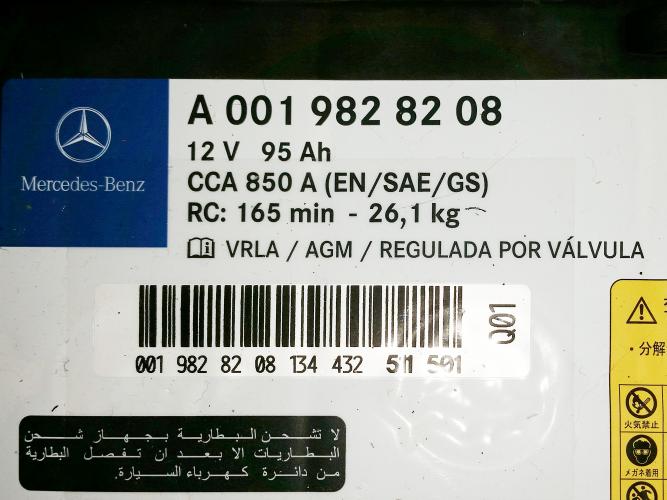 A 001 982 82 08
12 V 95 Ah
CCA 850 A (EN/SAE/GS)
RC: 165 min - 26,1 kg
Mercedes-Benz
VRLA / AGM / REGULADA POR VÁLVULA
001 982 82 08 134 432 511 501
Q01
・分解
火気禁止
メガネ着用
لا تشحن البطارية بجهاز شحن
البطاريات الا بعد ان تفصل البطارية
من دائرة كهرباء السيارة.